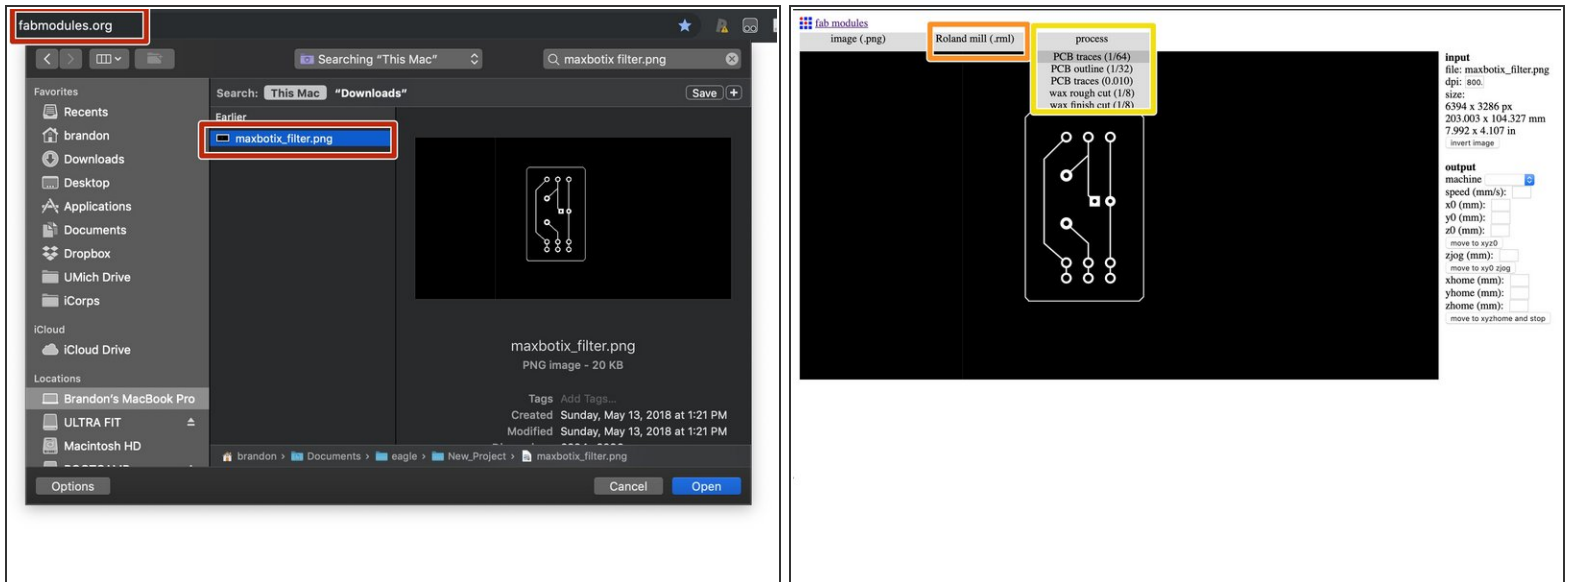 fabmodules.org
Searching "This Mac"
maxbotix filter.png
Favorites
Recents
brandon
Downloads
Desktop
Applications
Documents
Dropbox
UMich Drive
iCorps
iCloud
iCloud Drive
Locations
Brandon's MacBook Pro
ULTRA FIT
Macintosh HD
Search: This Mac "Downloads" Save +
Earlier
maxbotix_filter.png
maxbotix_filter.png
PNG image - 20 KB
Tags Add Tags...
Created Sunday, May 13, 2018 at 1:21 PM
Modified Sunday, May 13, 2018 at 1:21 PM
brandon › Documents › eagle › New_Project › maxbotix_filter.png
Options Cancel Open
fab modules
image (.png) Roland mill (.rml) process
PCB traces (1/64)
PCB outline (1/32)
PCB traces (0.010)
wax rough cut (1/8)
wax finish cut (1/8)
input
file: maxbotix_filter.png
dpi: 800.
size:
6394 x 3286 px
203.003 x 104.327 mm
7.992 x 4.107 in
invert image
output
machine
speed (mm/s):
x0 (mm):
y0 (mm):
z0 (mm):
move to xyz0
zjog (mm):
move to xy0 zjog
xhome (mm):
yhome (mm):
zhome (mm):
move to xyzhome and stop